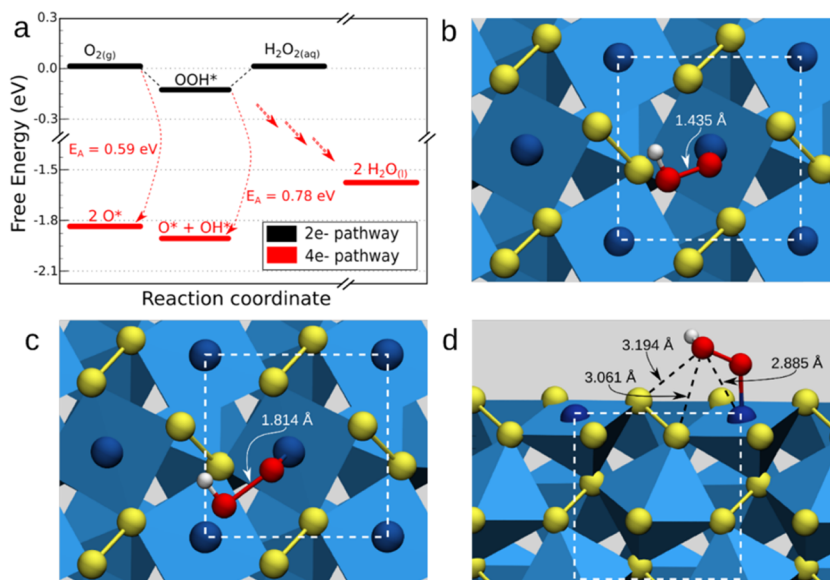 a
0.3
0.0
-0.3
-1.5
-1.8
-2.1
Free Energy (eV)
Reaction coordinate
O2(g)
OOH*
H2O2(aq)
EA = 0.59 eV
EA = 0.78 eV
2 H2O(l)
2 O*
O* + OH*
2e- pathway
4e- pathway
b
1.435 Å
c
1.814 Å
d
3.194 Å
3.061 Å
2.885 Å